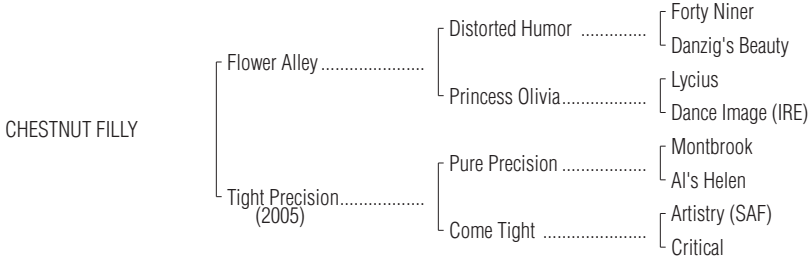 Forty Niner
Distorted Humor ..............
Danzig's Beauty
Flower Alley ......................
Lycius
Princess Olivia..................
Dance Image (IRE)
CHESTNUT FILLY
Montbrook
Pure Precision ..................
Al's Helen
Tight Precision..................
(2005)
Artistry (SAF)
Come Tight ......................
Critical